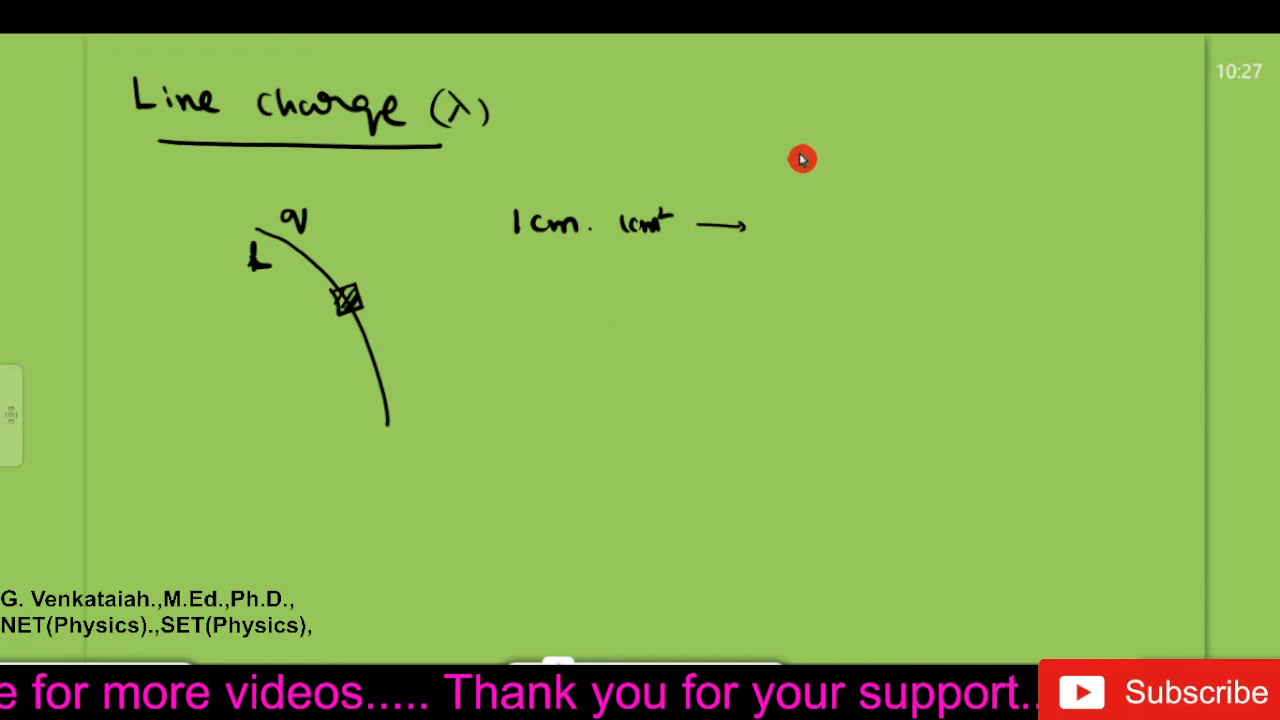 10:27
Line charge (λ)
q
L
1cm. 1cm² →
G. Venkataiah.,M.Ed.,Ph.D.,
NET(Physics).,SET(Physics),
e for more videos..... Thank you for your support..
Subscribe